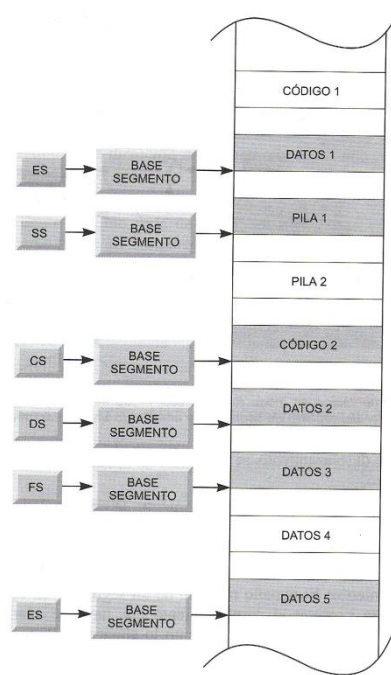 CÓDIGO 1
DATOS 1
ES
BASE
SEGMENTO
PILA 1
SS
BASE
SEGMENTO
PILA 2
CÓDIGO 2
CS
BASE
SEGMENTO
DATOS 2
DS
BASE
SEGMENTO
DATOS 3
FS
BASE
SEGMENTO
DATOS 4
DATOS 5
ES
BASE
SEGMENTO